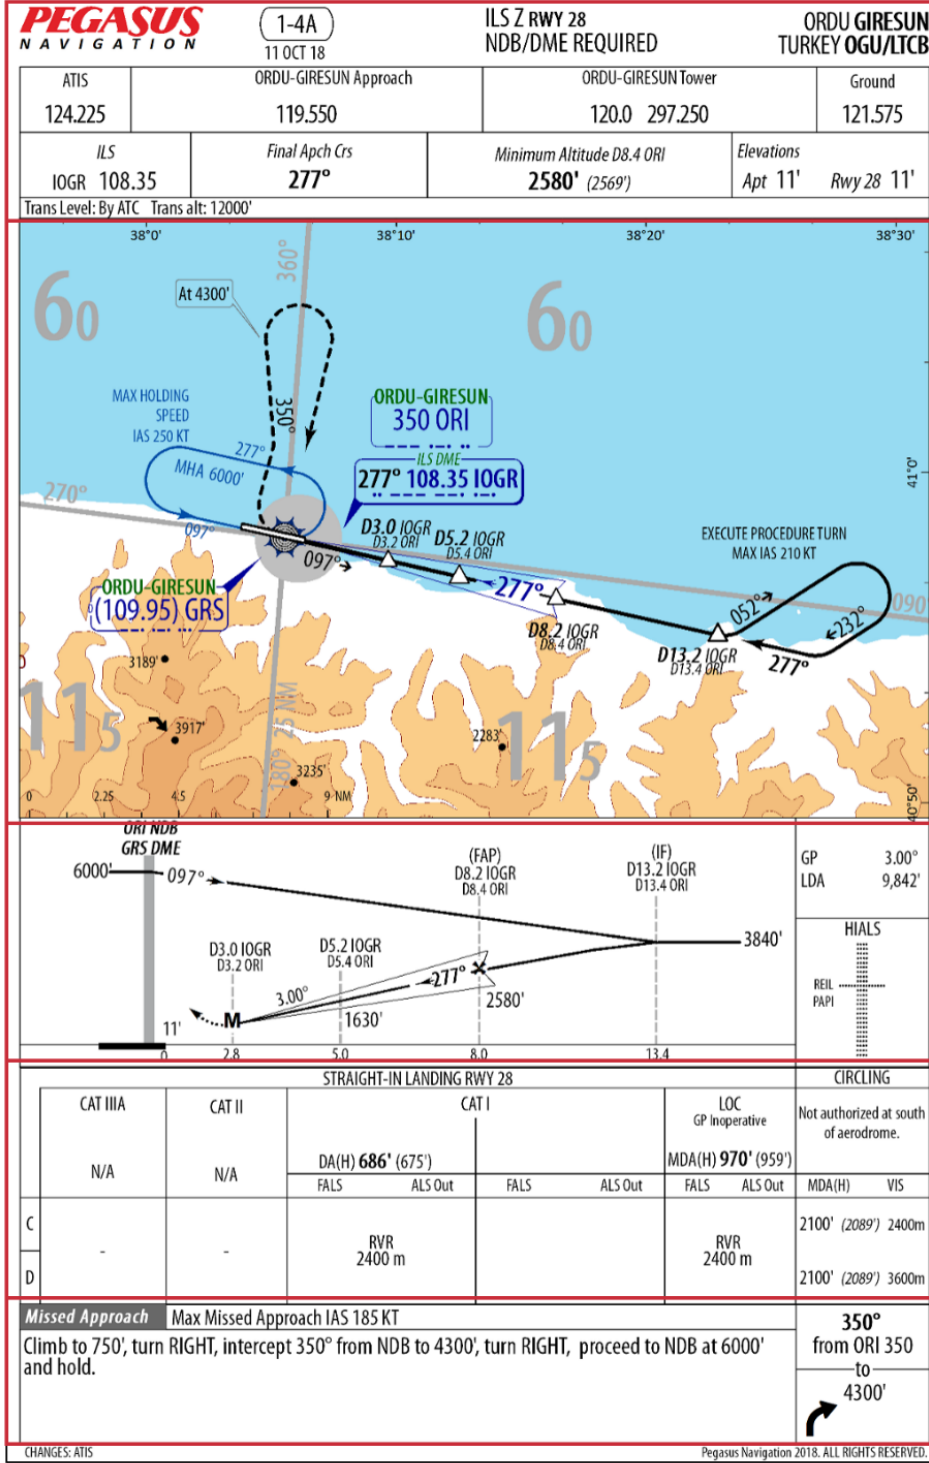 PEGASUS
NAVIGATION
1-4A
11 OCT 18
ILS Z RWY 28
NDB/DME REQUIRED
ORDU GIRESUN
TURKEY OGU/LTCB
ATIS
124.225
ORDU-GIRESUN Approach
119.550
ORDU-GIRESUN Tower
120.0 297.250
Ground
121.575
ILS
IOGR 108.35
Final Apch Crs
277°
Minimum Altitude D8.4 ORI
2580' (2569')
Elevations
Apt 11' Rwy 28 11'
Trans Level: By ATC Trans alt: 12000'
38°0'
38°10'
38°20'
38°30'
60
360°
At 4300'
60
MAX HOLDING
SPEED
IAS 250 KT
350°
ORDU-GIRESUN
350 ORI
277°
MHA 6000'
ILS DME
277° 108.35 IOGR
41°0'
270°
097°
D3.0 IOGR
D3.2 ORI
D5.2 IOGR
D5.4 ORI
EXECUTE PROCEDURE TURN
MAX IAS 210 KT
097°
ORDU-GIRESUN
(109.95) GRS
277°
052°
232°
090°
D8.2 IOGR
D8.4 ORI
D13.2 IOGR
D13.4 ORI
277°
3189'
115
3917'
180° 25 NM
2283'
115
3235'
0 2.25 4.5 9 NM
40°50'
ORI NDB
GRS DME
6000'
097°
(FAP)
D8.2 IOGR
D8.4 ORI
(IF)
D13.2 IOGR
D13.4 ORI
GP 3.00°
LDA 9,842'
D3.0 IOGR
D3.2 ORI
D5.2 IOGR
D5.4 ORI
3840'
HIALS
277°
3.00°
2580'
REIL
PAPI
11'
M
1630'
0 2.8 5.0 8.0 13.4
STRAIGHT-IN LANDING RWY 28
CIRCLING
CAT IIIA
CAT II
CAT I
LOC
GP Inoperative
Not authorized at south
of aerodrome.
N/A
N/A
DA(H) 686' (675')
MDA(H) 970' (959')
FALS ALS Out FALS ALS Out FALS ALS Out MDA(H) VIS
C
-
-
RVR
2400 m
RVR
2400 m
2100' (2089') 2400m
D
2100' (2089') 3600m
Missed Approach Max Missed Approach IAS 185 KT
Climb to 750', turn RIGHT, intercept 350° from NDB to 4300', turn RIGHT, proceed to NDB at 6000'
and hold.
350°
from ORI 350
to
4300'
CHANGES: ATIS
Pegasus Navigation 2018. ALL RIGHTS RESERVED.